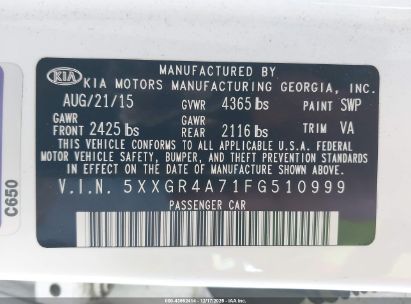 MANUFACTURED BY
KIA KIA MOTORS MANUFACTURING GEORGIA, INC.
AUG/21/15 GVWR 4365 lbs PAINT SWP
GAWR FRONT 2425 lbs GAWR REAR 2116 lbs TRIM VA
THIS VEHICLE CONFORMS TO ALL APPLICABLE U.S. FEDERAL
MOTOR VEHICLE SAFETY, BUMPER, AND THEFT PREVENTION
STANDARDS IN EFFECT ON THE DATE OF MANUFACTURE SHOWN ABOVE.
V.I.N. 5XXGR4A71FG510999
PASSENGER CAR
C650